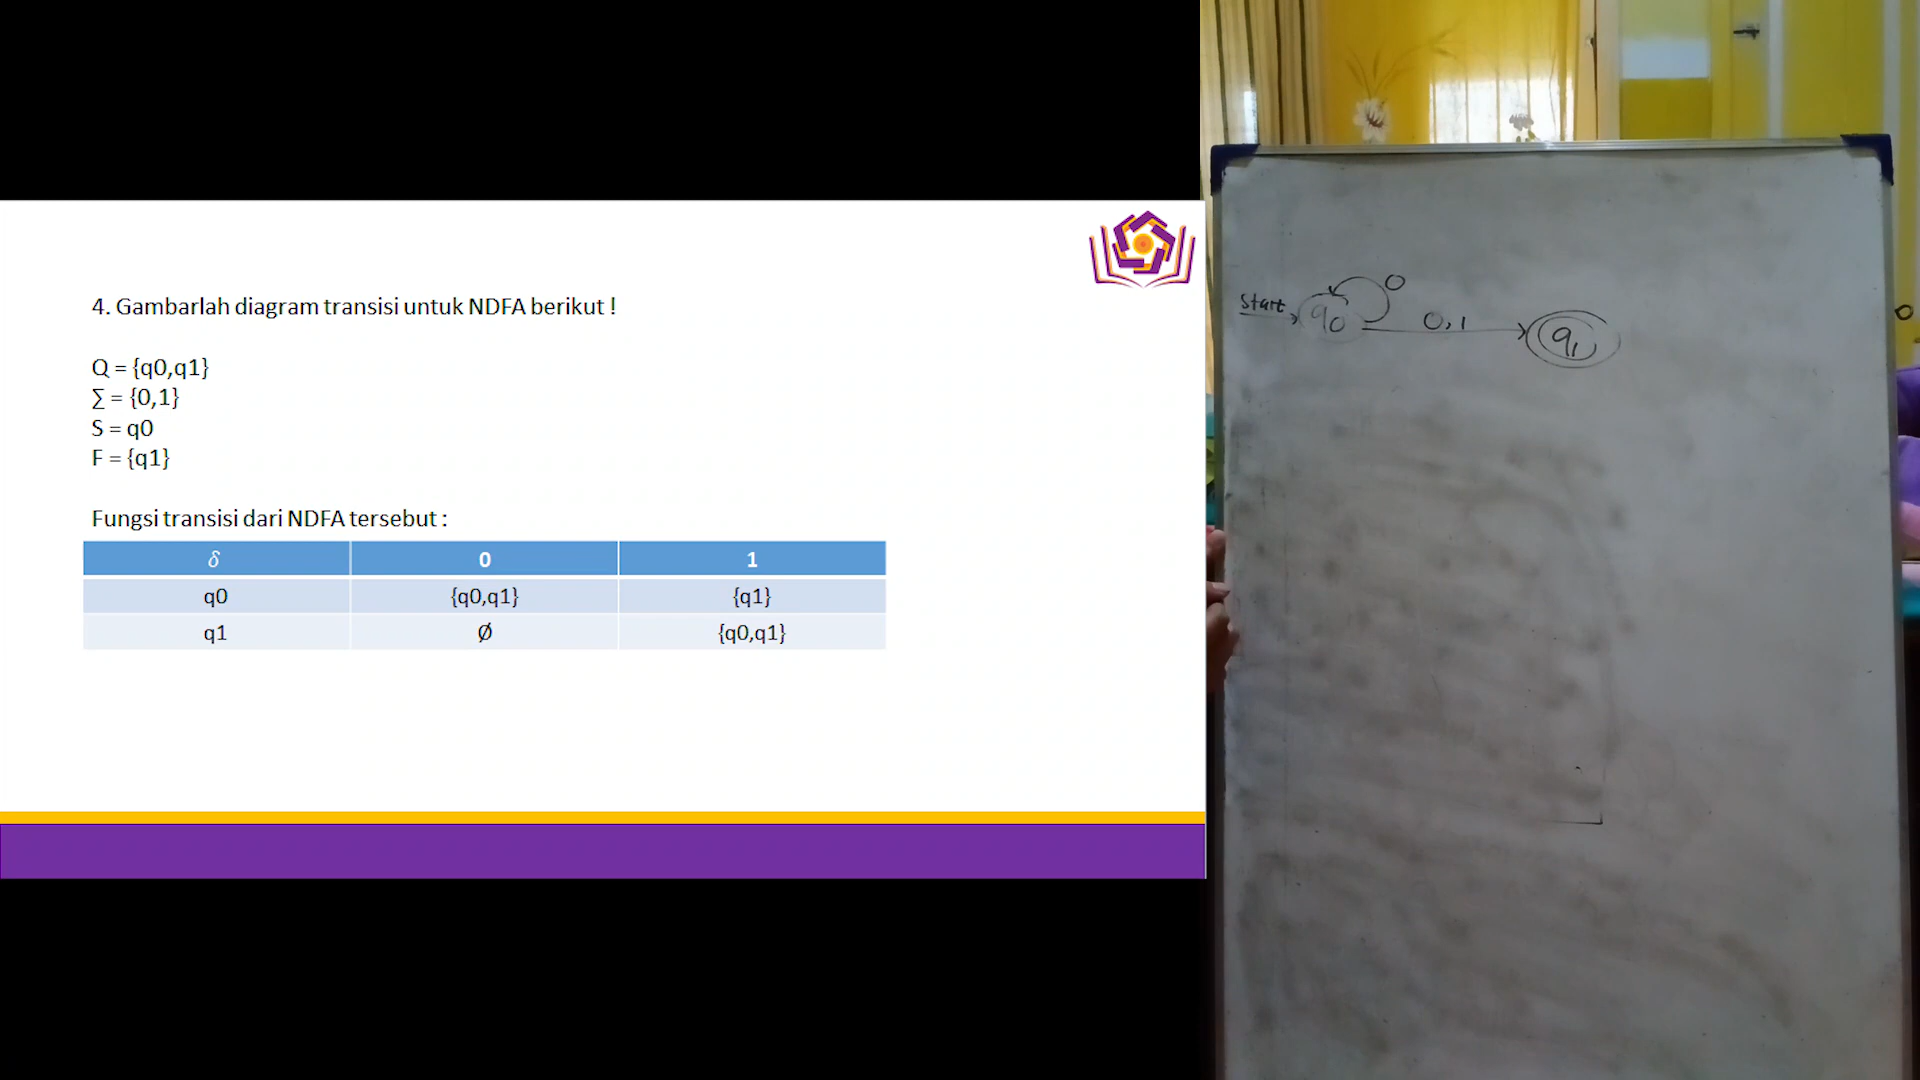 4. Gambarlah diagram transisi untuk NDFA berikut !
Q = {q0,q1}
∑ = {0,1}
S = q0
F = {q1}
Fungsi transisi dari NDFA tersebut :
δ 0 1
q0 {q0,q1} {q1}
q1 Ø {q0,q1}
0
start q0 0,1 q1